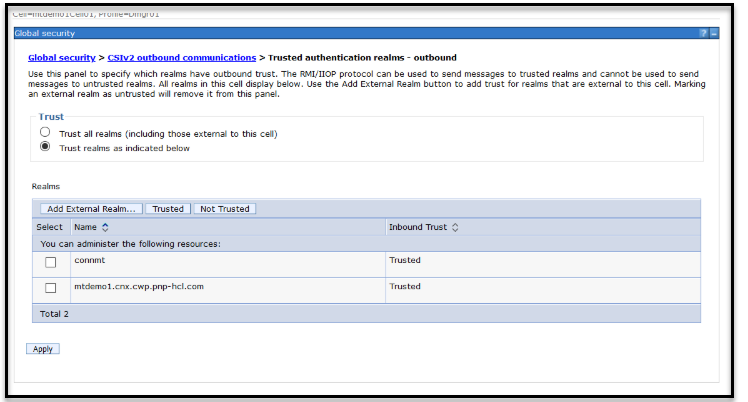 Cell=mtdemo1Cell01, Profile=Dmgr01
Global security
Global security > CSIv2 outbound communications > Trusted authentication realms - outbound
Use this panel to specify which realms have outbound trust. The RMI/IIOP protocol can be used to send messages to trusted realms and cannot be used to send
messages to untrusted realms. All realms in this cell display below. Use the Add External Realm button to add trust for realms that are external to this cell. Marking
an external realm as untrusted will remove it from this panel.
Trust
Trust all realms (including those external to this cell)
Trust realms as indicated below
Realms
Add External Realm... Trusted Not Trusted
Select Name Inbound Trust
You can administer the following resources:
connmt Trusted
mtdemo1.cnx.cwp.pnp-hcl.com Trusted
Total 2
Apply